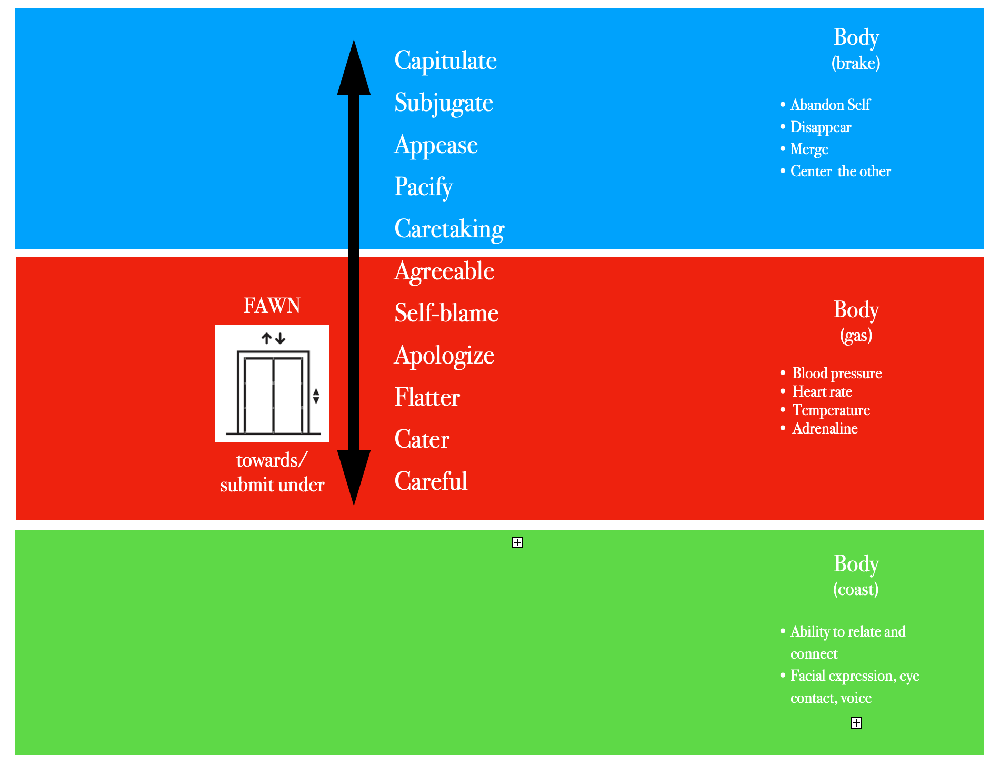 Capitulate
Subjugate
Appease
Pacify
Caretaking
Body
(brake)
• Abandon Self
• Disappear
• Merge
• Center the other
FAWN
towards/
submit under
Agreeable
Self-blame
Apologize
Flatter
Cater
Careful
Body
(gas)
• Blood pressure
• Heart rate
• Temperature
• Adrenaline
Body
(coast)
• Ability to relate and
connect
• Facial expression, eye
contact, voice